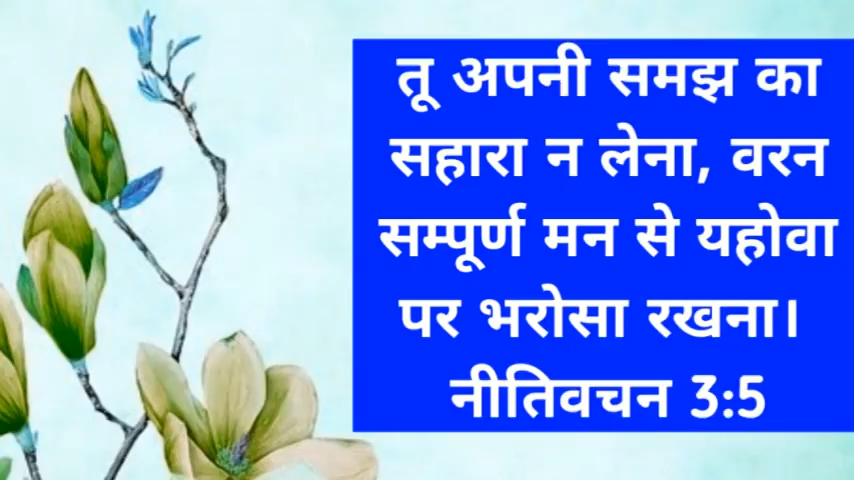 तू अपनी समझ का
सहारा न लेना, वरन
सम्पूर्ण मन से यहोवा
पर भरोसा रखना।
नीतिवचन 3:5